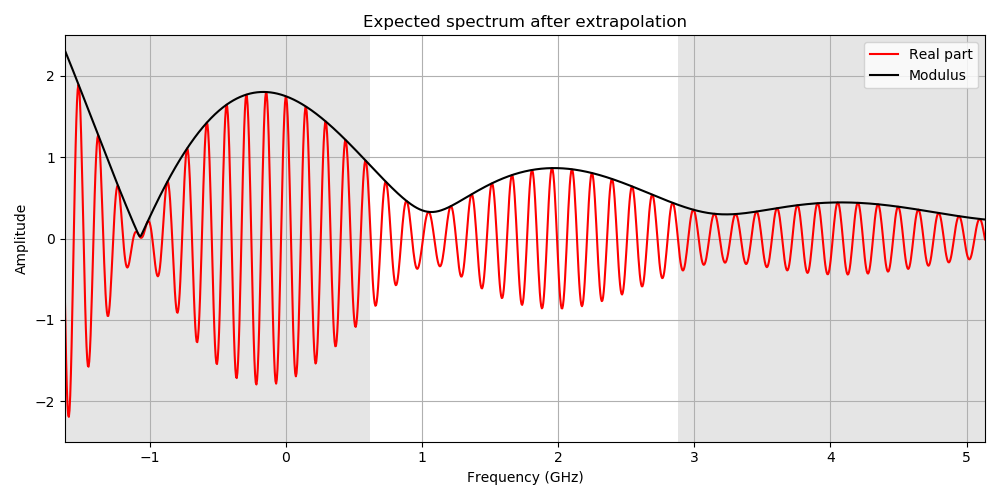 Expected spectrum after extrapolation
Real part
Modulus
2
1
0
−1
−2
Amplitude
−1 0 1 2 3 4 5
Frequency (GHz)